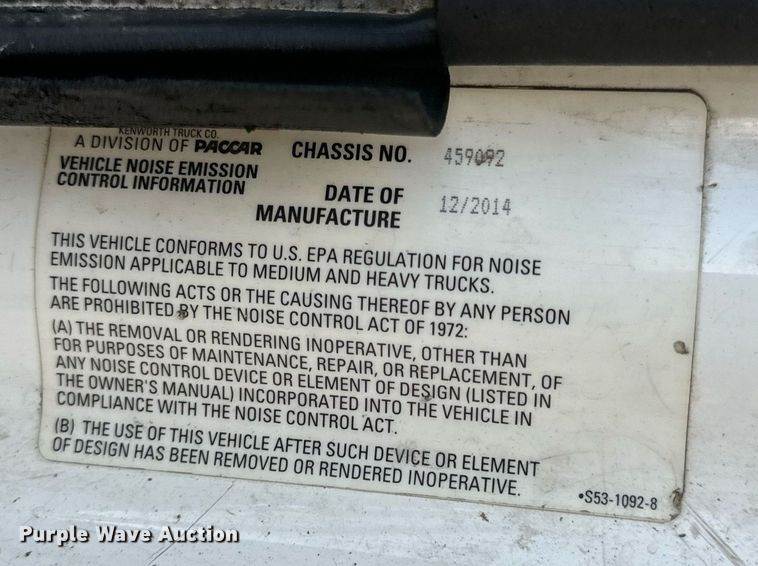 KENWORTH TRUCK CO.
A DIVISION OF PACCAR
VEHICLE NOISE EMISSION
CONTROL INFORMATION
CHASSIS NO. 459092
DATE OF
MANUFACTURE
12/2014
THIS VEHICLE CONFORMS TO U.S. EPA REGULATION FOR NOISE
EMISSION APPLICABLE TO MEDIUM AND HEAVY TRUCKS.
THE FOLLOWING ACTS OR THE CAUSING THEREOF BY ANY PERSON
ARE PROHIBITED BY THE NOISE CONTROL ACT OF 1972:
(A) THE REMOVAL OR RENDERING INOPERATIVE, OTHER THAN
FOR PURPOSES OF MAINTENANCE, REPAIR, OR REPLACEMENT, OF
ANY NOISE CONTROL DEVICE OR ELEMENT OF DESIGN (LISTED IN
THE OWNER'S MANUAL) INCORPORATED INTO THE VEHICLE IN
COMPLIANCE WITH THE NOISE CONTROL ACT.
(B) THE USE OF THIS VEHICLE AFTER SUCH DEVICE OR ELEMENT
OF DESIGN HAS BEEN REMOVED OR RENDERED INOPERATIVE.
•S53-1092-8
Purple Wave Auction